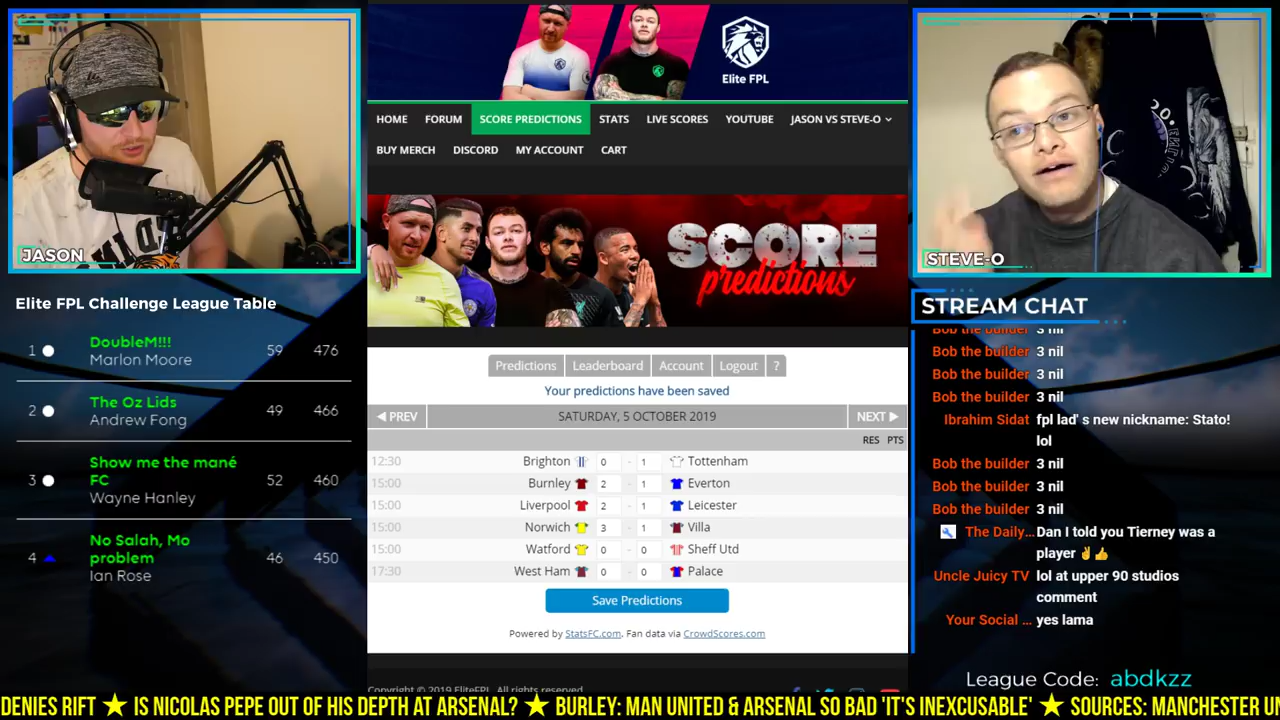 JASON
Elite FPL Challenge League Table
1 DoubleM!!! 59 476
Marlon Moore
2 The Oz Lids 49 466
Andrew Fong
3 Show me the mané FC 52 460
Wayne Hanley
4 No Salah, Mo problem 46 450
Ian Rose
Elite FPL
HOME FORUM SCORE PREDICTIONS STATS LIVE SCORES YOUTUBE JASON VS STEVE-O
BUY MERCH DISCORD MY ACCOUNT CART
SCORE
predictions
Predictions Leaderboard Account Logout ?
Your predictions have been saved
◀ PREV SATURDAY, 5 OCTOBER 2019 NEXT ▶
RES PTS
12:30 Brighton 0 - 1 Tottenham
15:00 Burnley 2 - 1 Everton
15:00 Liverpool 2 - 1 Leicester
15:00 Norwich 3 - 1 Villa
15:00 Watford 0 - 0 Sheff Utd
17:30 West Ham 0 - 0 Palace
Save Predictions
Powered by StatsFC.com. Fan data via CrowdScores.com
Copyright © 2019 EliteFPL. All rights reserved.
STEVE-O
STREAM CHAT
Bob the builder 3 nil
Bob the builder 3 nil
Bob the builder 3 nil
Bob the builder 3 nil
Ibrahim Sidat fpl lad' s new nickname: Stato!
lol
Bob the builder 3 nil
Bob the builder 3 nil
Bob the builder 3 nil
The Daily... Dan I told you Tierney was a
player ✌👍
Uncle Juicy TV lol at upper 90 studios
comment
Your Social ... yes lama
League Code: abdkzz
DENIES RIFT ★ IS NICOLAS PEPE OUT OF HIS DEPTH AT ARSENAL? ★ BURLEY: MAN UNITED & ARSENAL SO BAD 'IT'S INEXCUSABLE' ★ SOURCES: MANCHESTER UN